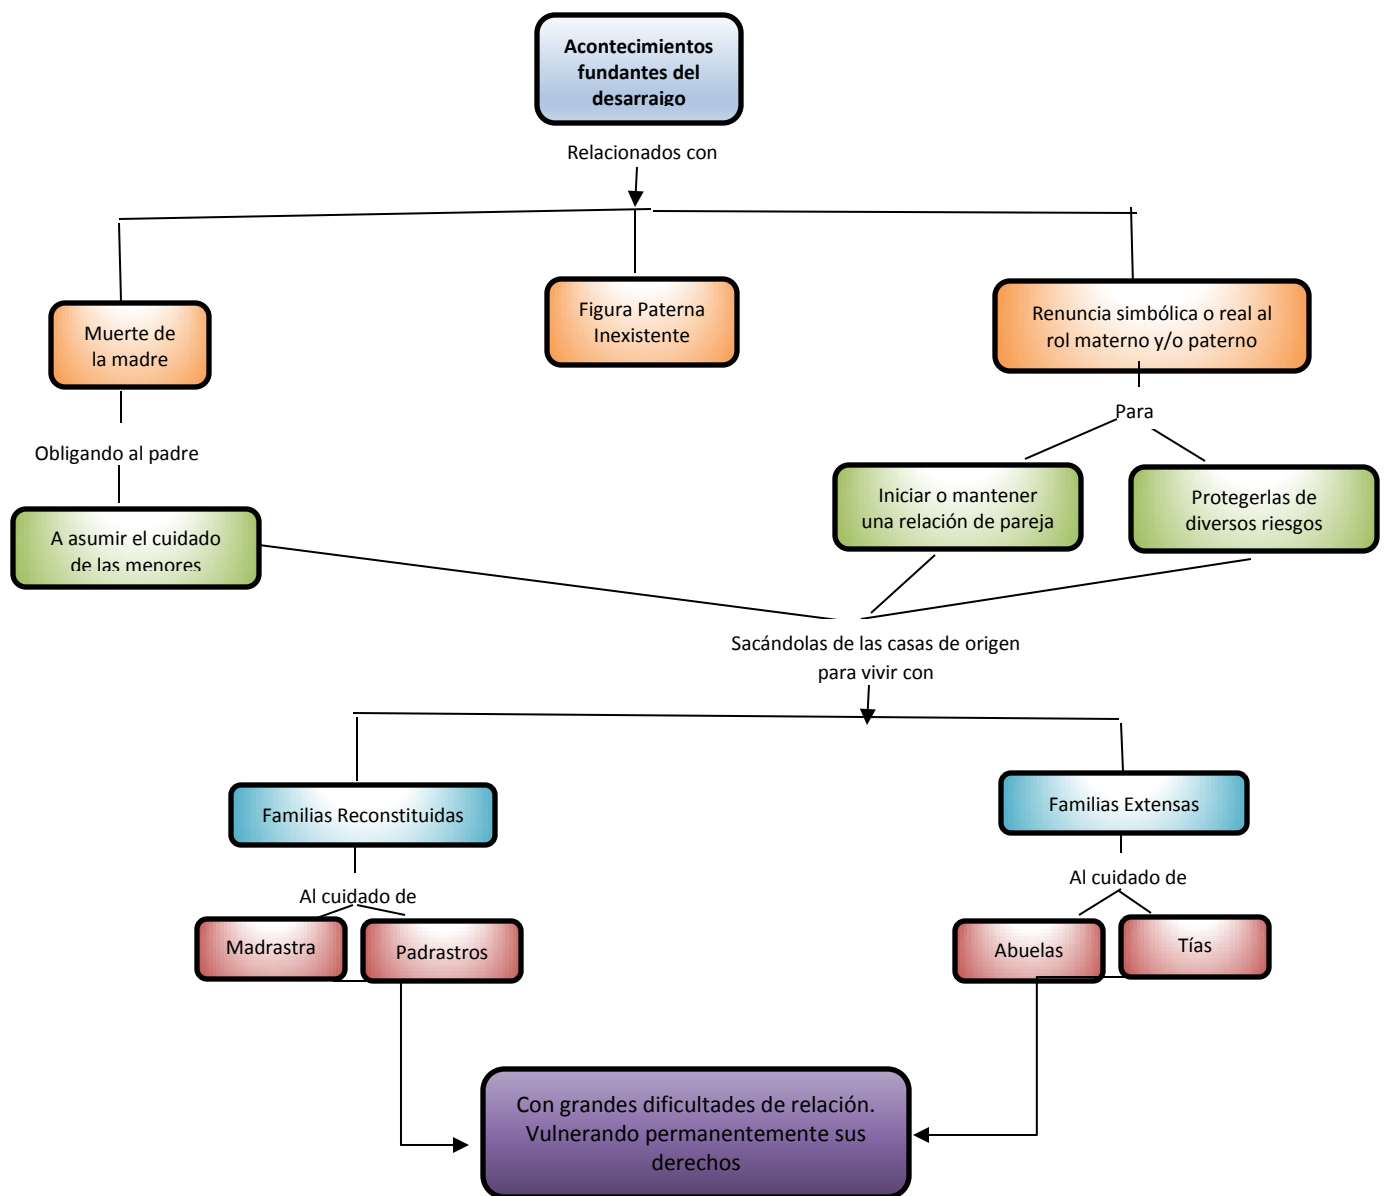 Acontecimientos
fundantes del
desarraigo
Relacionados con
Muerte de
la madre
Figura Paterna
Inexistente
Renuncia simbólica o real al
rol materno y/o paterno
Obligando al padre
Para
A asumir el cuidado
de las menores
Iniciar o mantener
una relación de pareja
Protegerlas de
diversos riesgos
Sacándolas de las casas de origen
para vivir con
Familias Reconstituidas
Familias Extensas
Al cuidado de
Al cuidado de
Madrastra
Padrastros
Abuelas
Tías
Con grandes dificultades de relación.
Vulnerando permanentemente sus
derechos